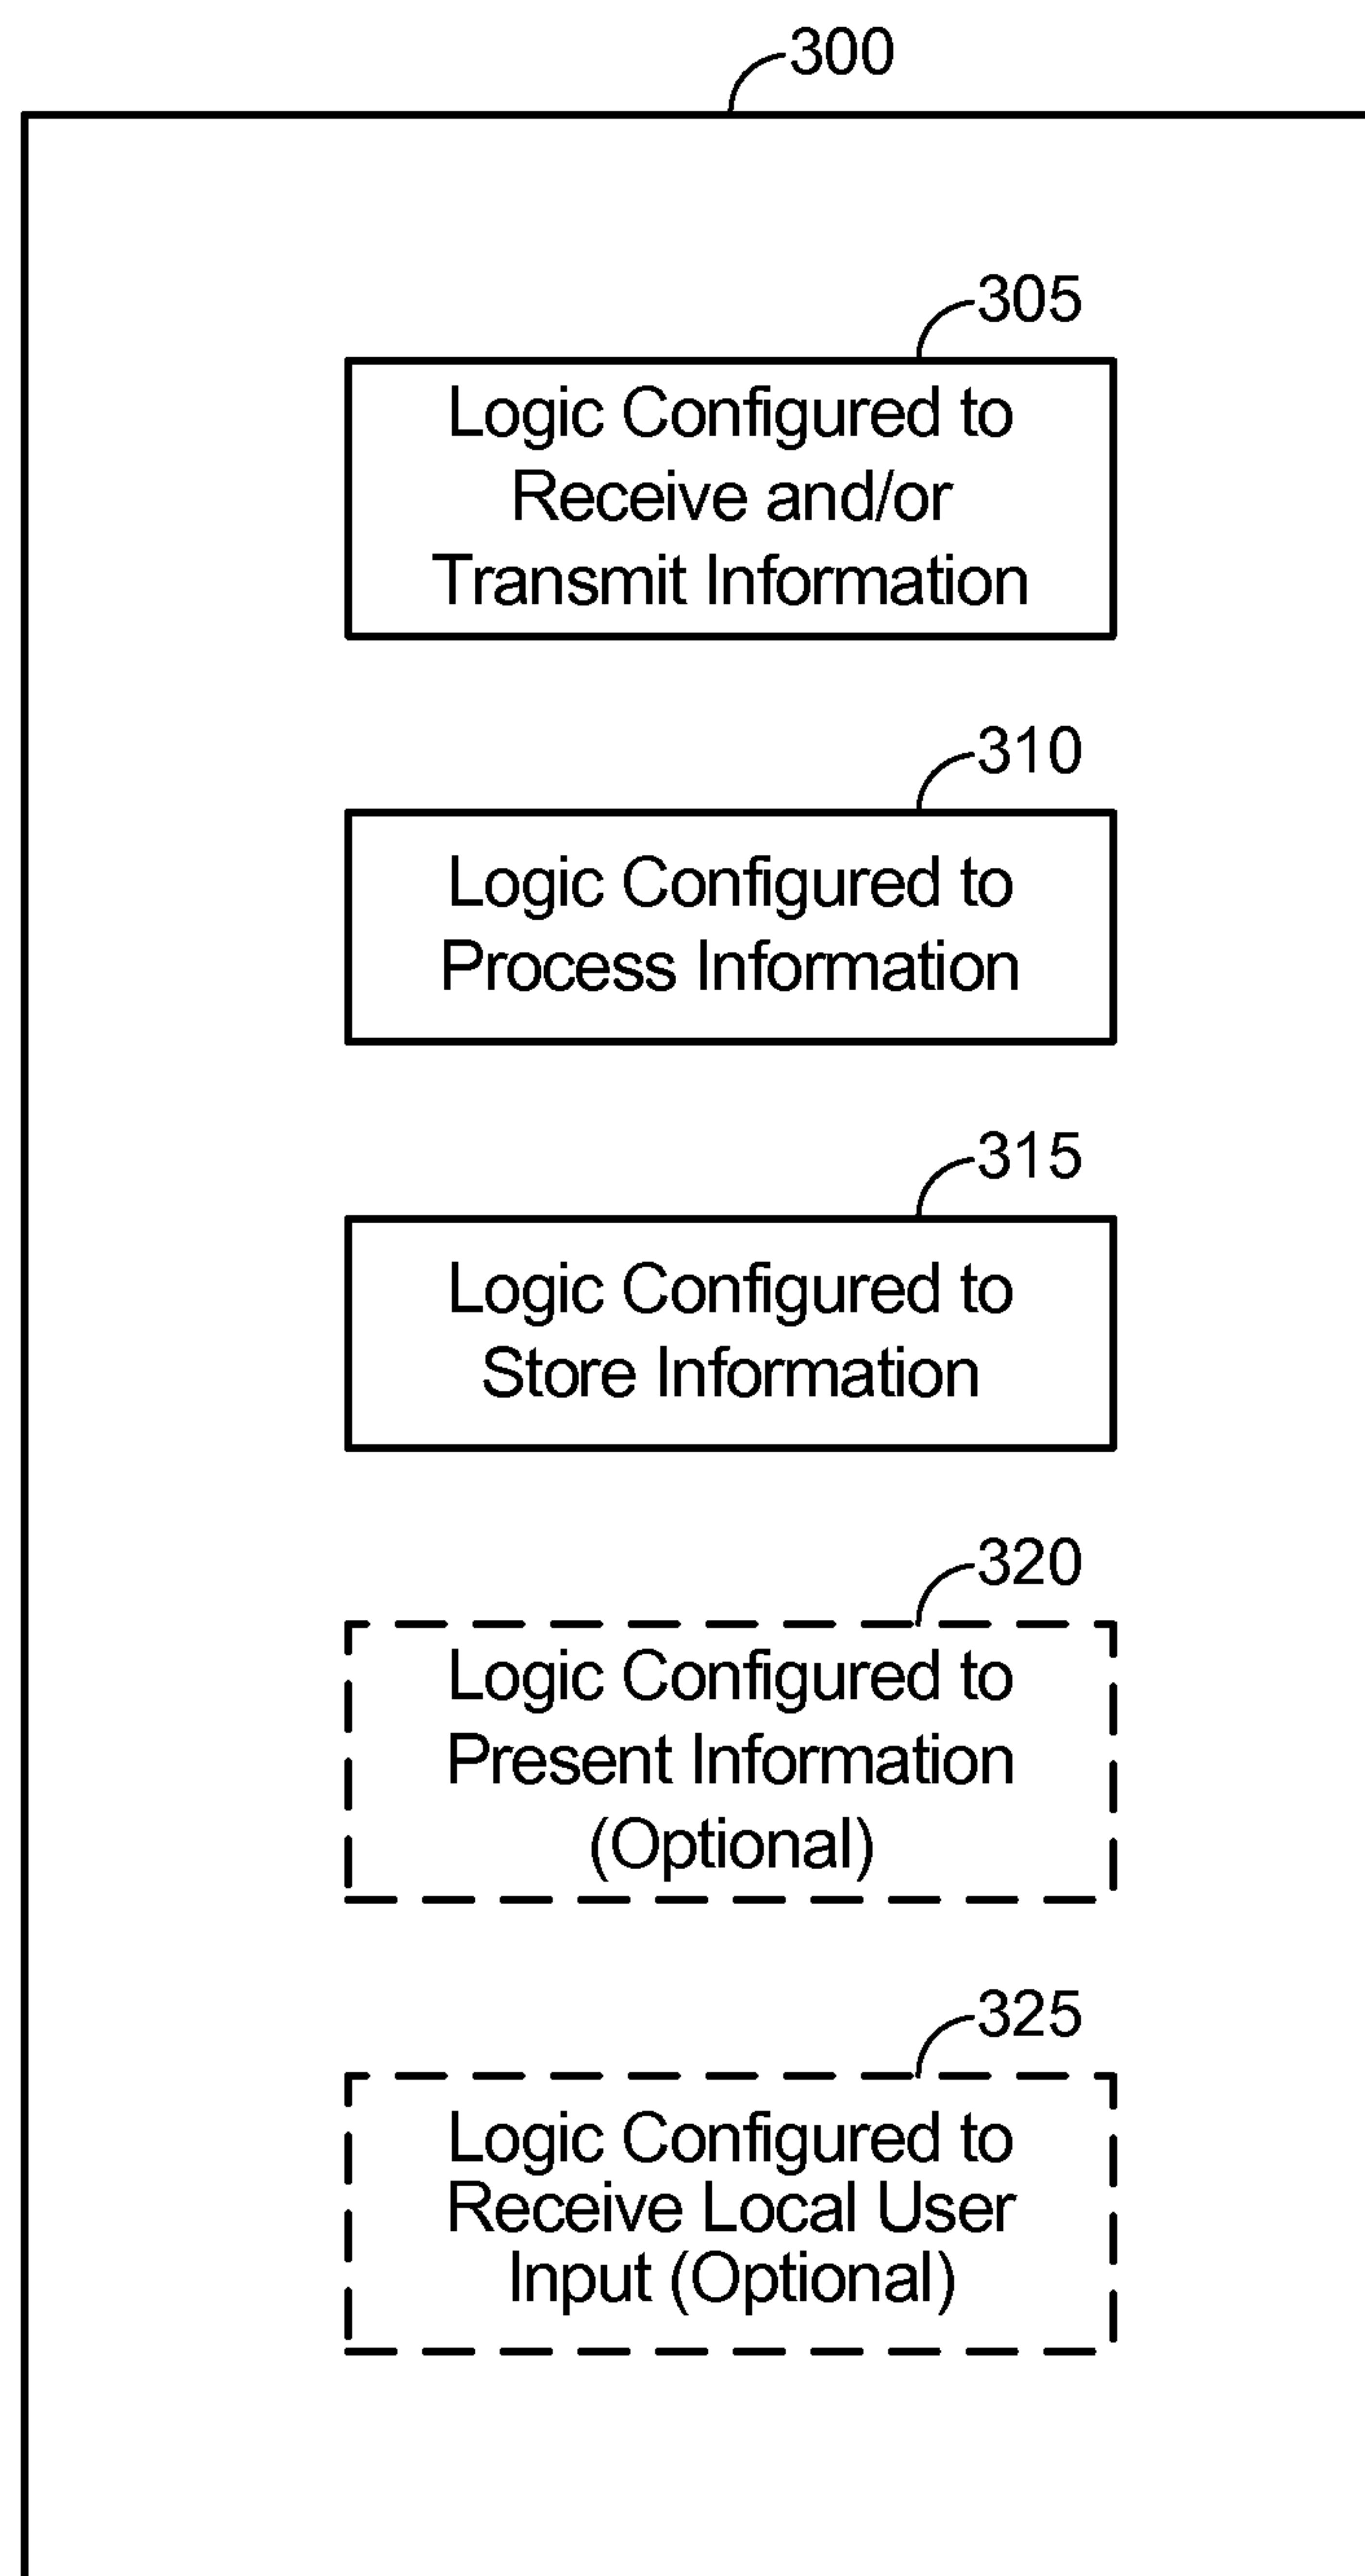 300
305
Logic Configured to
Receive and/or
Transmit Information
310
Logic Configured to
Process Information
315
Logic Configured to
Store Information
320
Logic Configured to
Present Information
(Optional)
325
Logic Configured to
Receive Local User
Input (Optional)